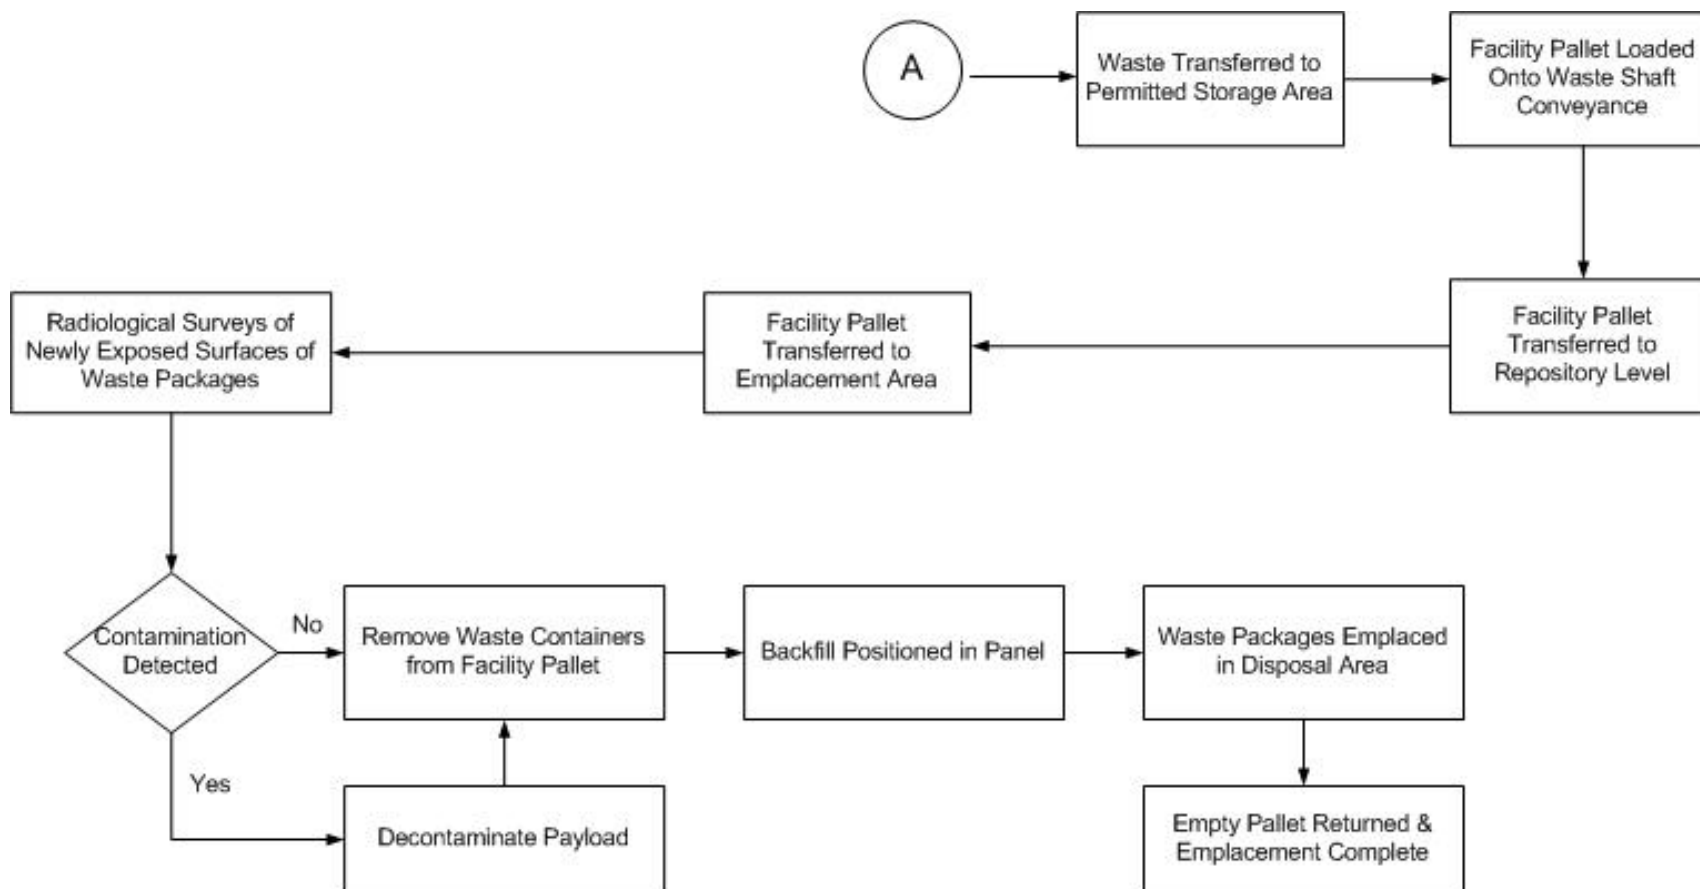 A
Waste Transferred to
Permitted Storage Area
Facility Pallet Loaded
Onto Waste Shaft
Conveyance
Facility Pallet
Transferred to
Repository Level
Facility Pallet
Transferred to
Emplacement Area
Radiological Surveys of
Newly Exposed Surfaces of
Waste Packages
Contamination
Detected
No
Remove Waste Containers
from Facility Pallet
Backfill Positioned in Panel
Waste Packages Emplaced
in Disposal Area
Yes
Decontaminate Payload
Empty Pallet Returned &
Emplacement Complete